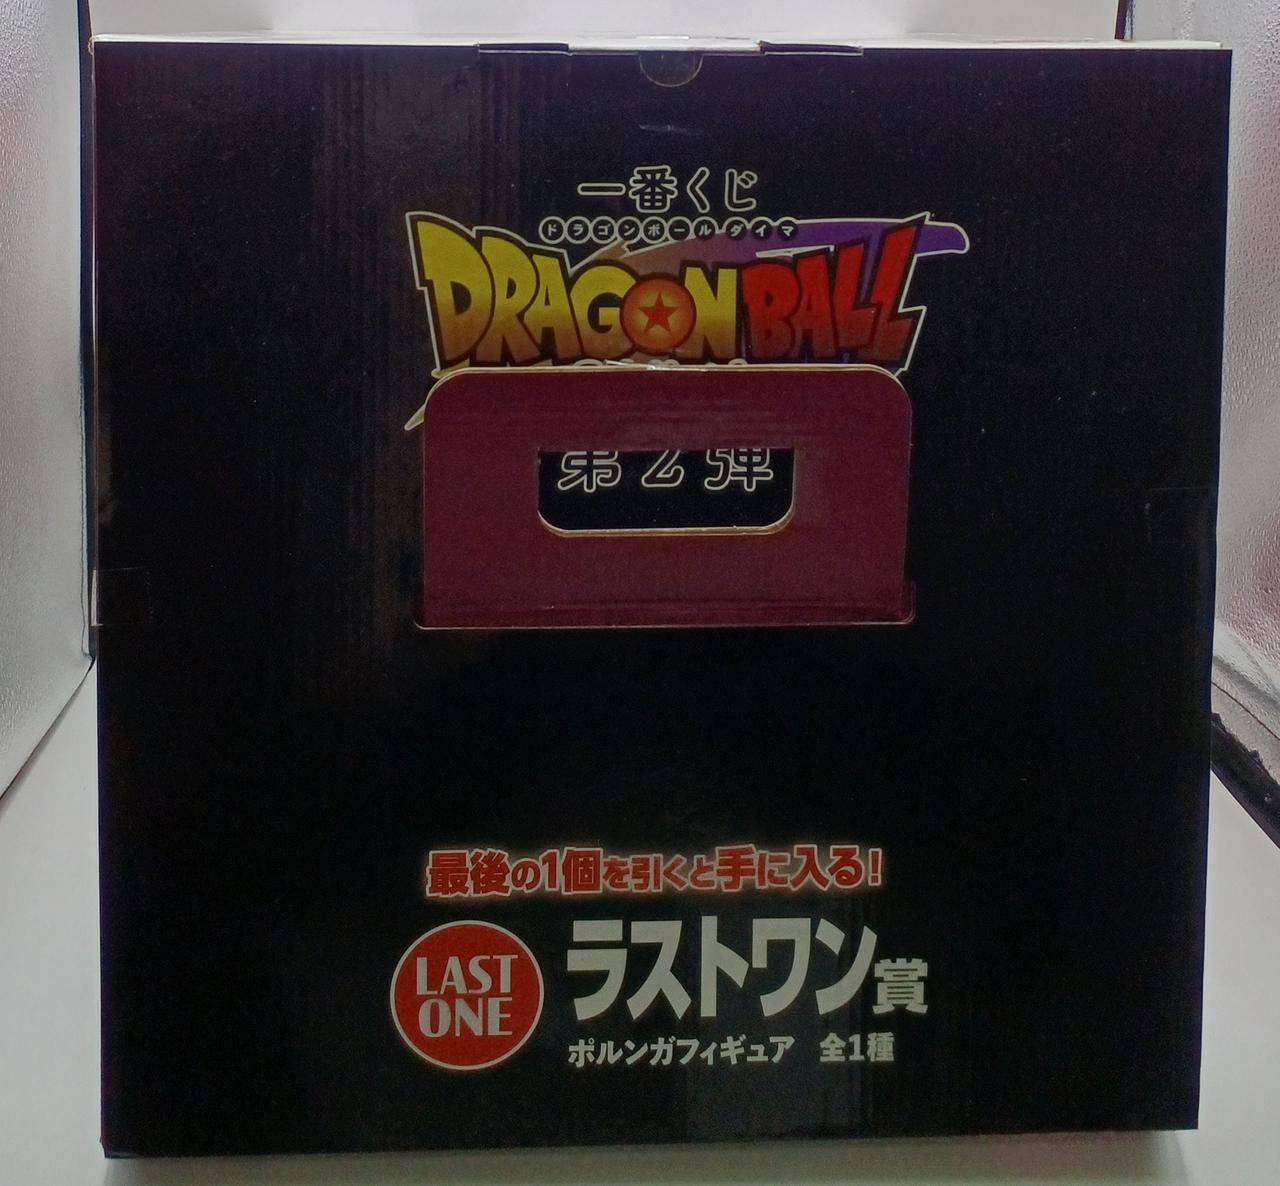 一番くじ
ドラゴンボールダイマ
DRAGON BALL
第2弾
最後の1個を引くと手に入る!
LAST ONE
ラストワン賞
ポルンガフィギュア 全1種